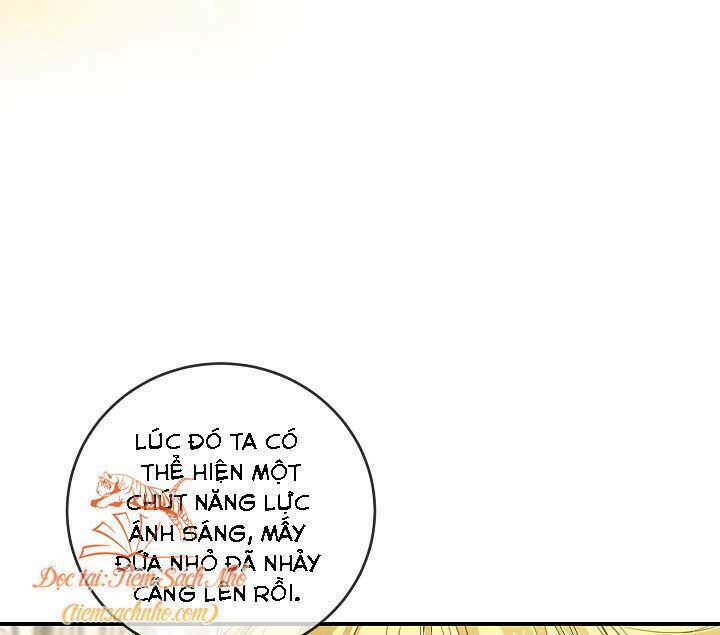 LÚC ĐÓ TA CÓ
THỂ HIỆN MỘT
CHÚT NĂNG LỰC
ÁNH SÁNG, MẤY
ĐỨA NHỎ ĐÃ NHẢY
CẪNG LÊN RỒI.
Đọc tại: Tiệm Sách Nhỏ
(tiemsachnho.com)